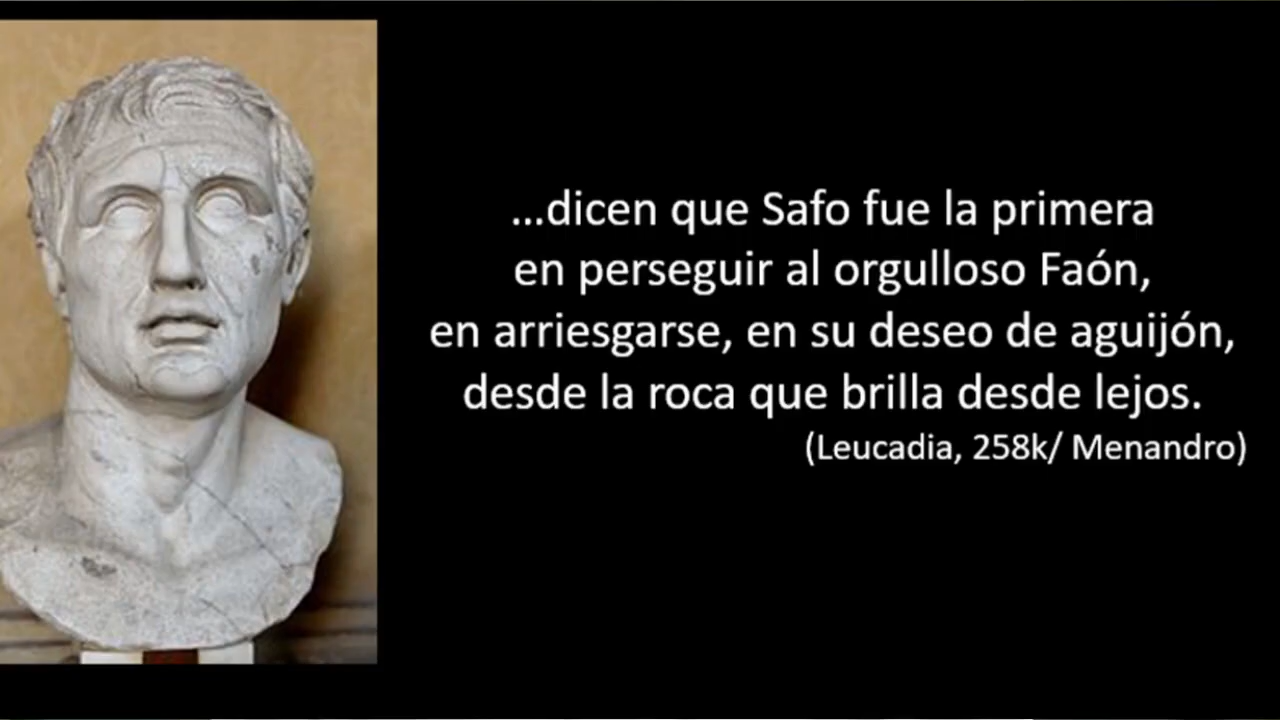 ...dicen que Safo fue la primera
en perseguir al orgulloso Faón,
en arriesgarse, en su deseo de aguijón,
desde la roca que brilla desde lejos.
(Leucadia, 258k/ Menandro)